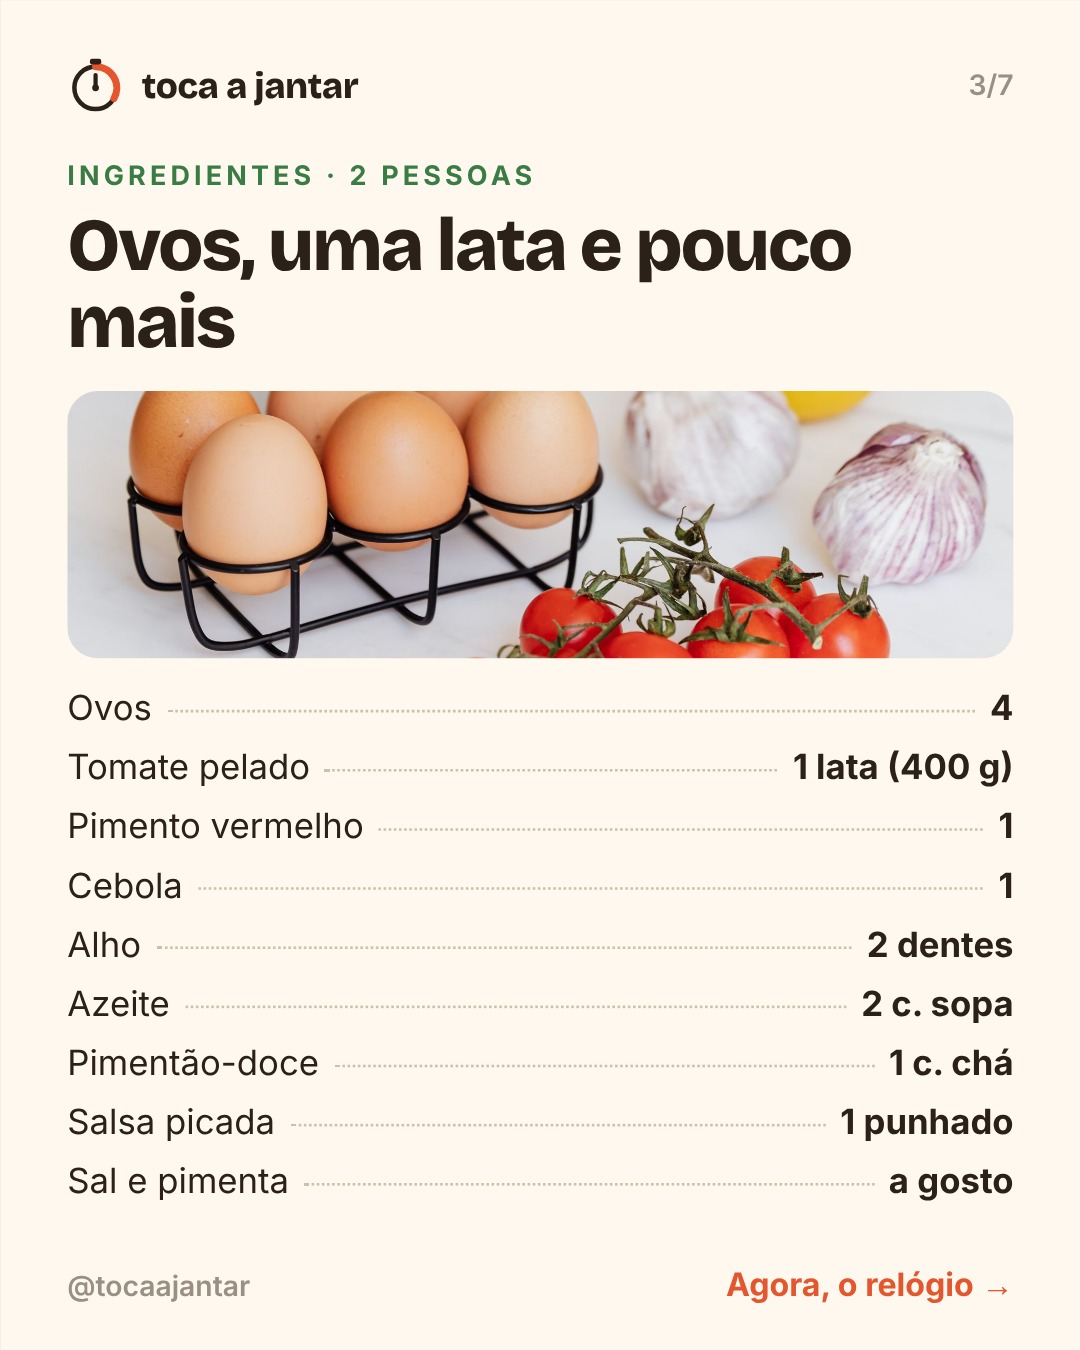 toca a jantar
3/7
INGREDIENTES · 2 PESSOAS
Ovos, uma lata e pouco
mais
Ovos 4
Tomate pelado 1 lata (400 g)
Pimento vermelho 1
Cebola 1
Alho 2 dentes
Azeite 2 c. sopa
Pimentão-doce 1 c. chá
Salsa picada 1 punhado
Sal e pimenta a gosto
@tocaajantar
Agora, o relógio →